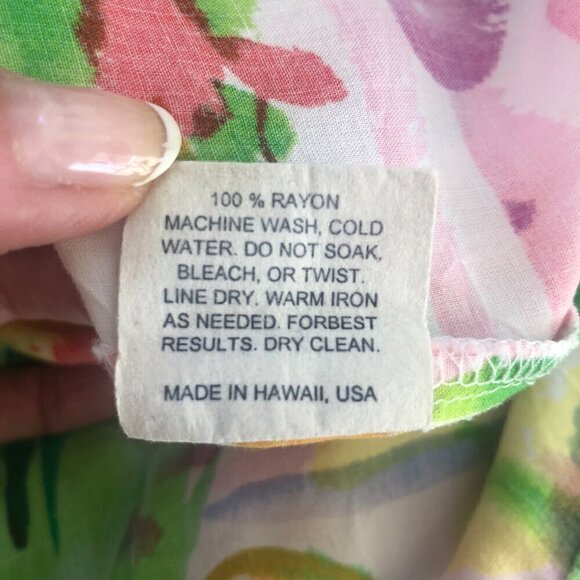 100 % RAYON
MACHINE WASH, COLD
WATER. DO NOT SOAK,
BLEACH, OR TWIST.
LINE DRY. WARM IRON
AS NEEDED. FORBEST
RESULTS. DRY CLEAN.
MADE IN HAWAII, USA